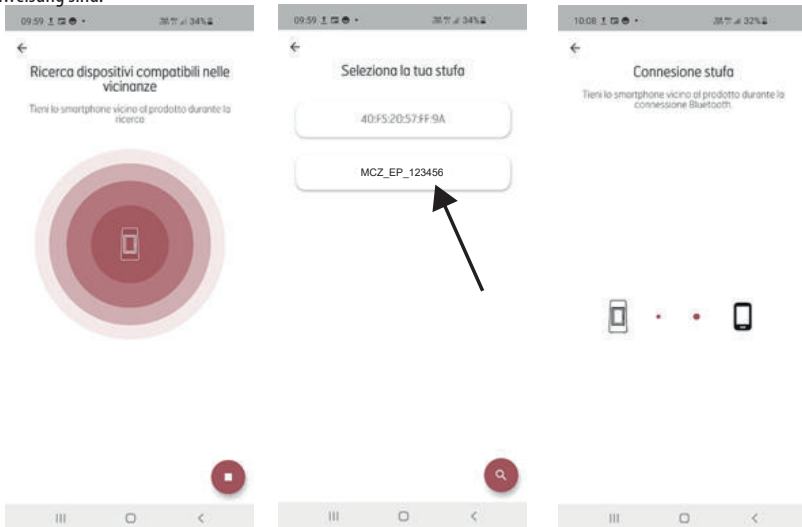 09:59
34%
Ricerca dispositivi compatibili nelle
vicinanze
Tieni lo smartphone vicino al prodotto durante la
ricerca
09:59
34%
Seleziona la tua stufa
40:F5:20:57:FF:9A
MCZ_EP_123456
10:08
32%
Connesione stufa
Tieni lo smartphone vicino al prodotto durante la
connessione Bluetooth.